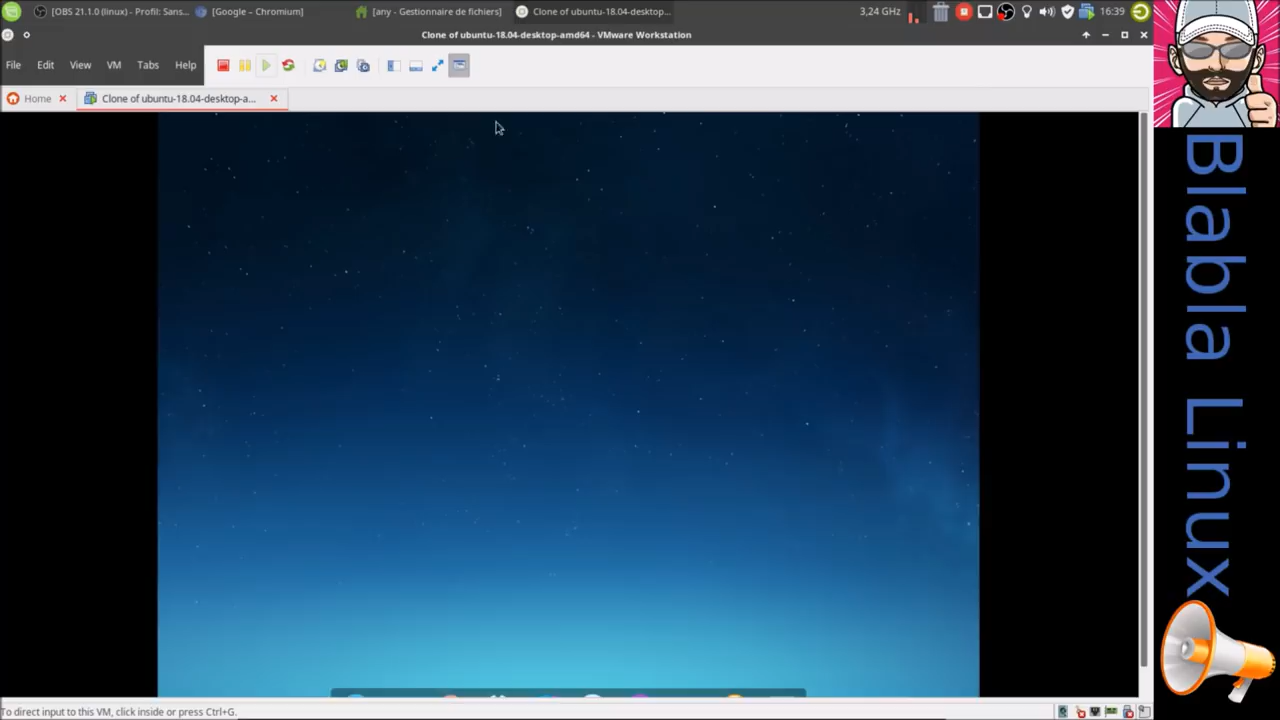 [OBS 21.1.0 (linux) - Profil: Sans...
[Google – Chromium]
[any - Gestionnaire de fichiers]
Clone of ubuntu-18.04-desktop...
3,24 GHz
16:39
Clone of ubuntu-18.04-desktop-amd64 - VMware Workstation
File Edit View VM Tabs Help
Home
Clone of ubuntu-18.04-desktop-a...
To direct input to this VM, click inside or press Ctrl+G.
Blabla Linux